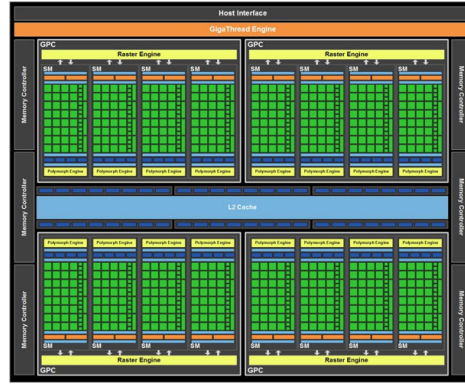 Host Interface
GigaThread Engine
GPC
GPC
Raster Engine
Raster Engine
SM
SM
SM
SM
SM
SM
SM
SM
Memory Controller
Memory Controller
Polymorph Engine
Polymorph Engine
Polymorph Engine
Polymorph Engine
Polymorph Engine
Polymorph Engine
Polymorph Engine
Polymorph Engine
Memory Controller
L2 Cache
Memory Controller
Polymorph Engine
Polymorph Engine
Polymorph Engine
Polymorph Engine
Polymorph Engine
Polymorph Engine
Polymorph Engine
Polymorph Engine
Memory Controller
Memory Controller
SM
SM
SM
SM
SM
SM
SM
SM
Raster Engine
Raster Engine
GPC
GPC